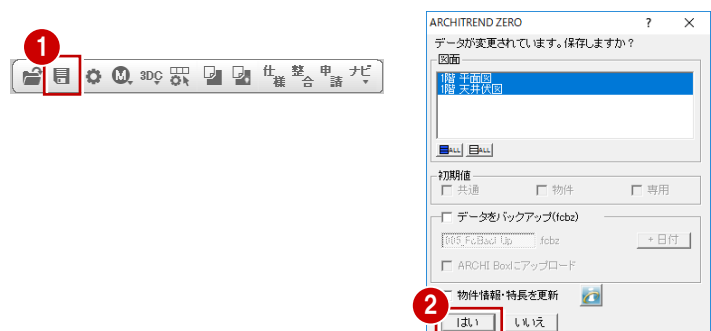 1
3DC
仕様
整合
申請
ナビ
ARCHITREND ZERO ? ×
データが変更されています。保存しますか？
図面
1階 平面図
1階 天井伏図
ALL ALL
初期値
共通 物件 専用
データをバックアップ(fcbz)
.fcbz +日付
ARCHI Boxにアップロード
物件情報・特長を更新
2
はい いいえ